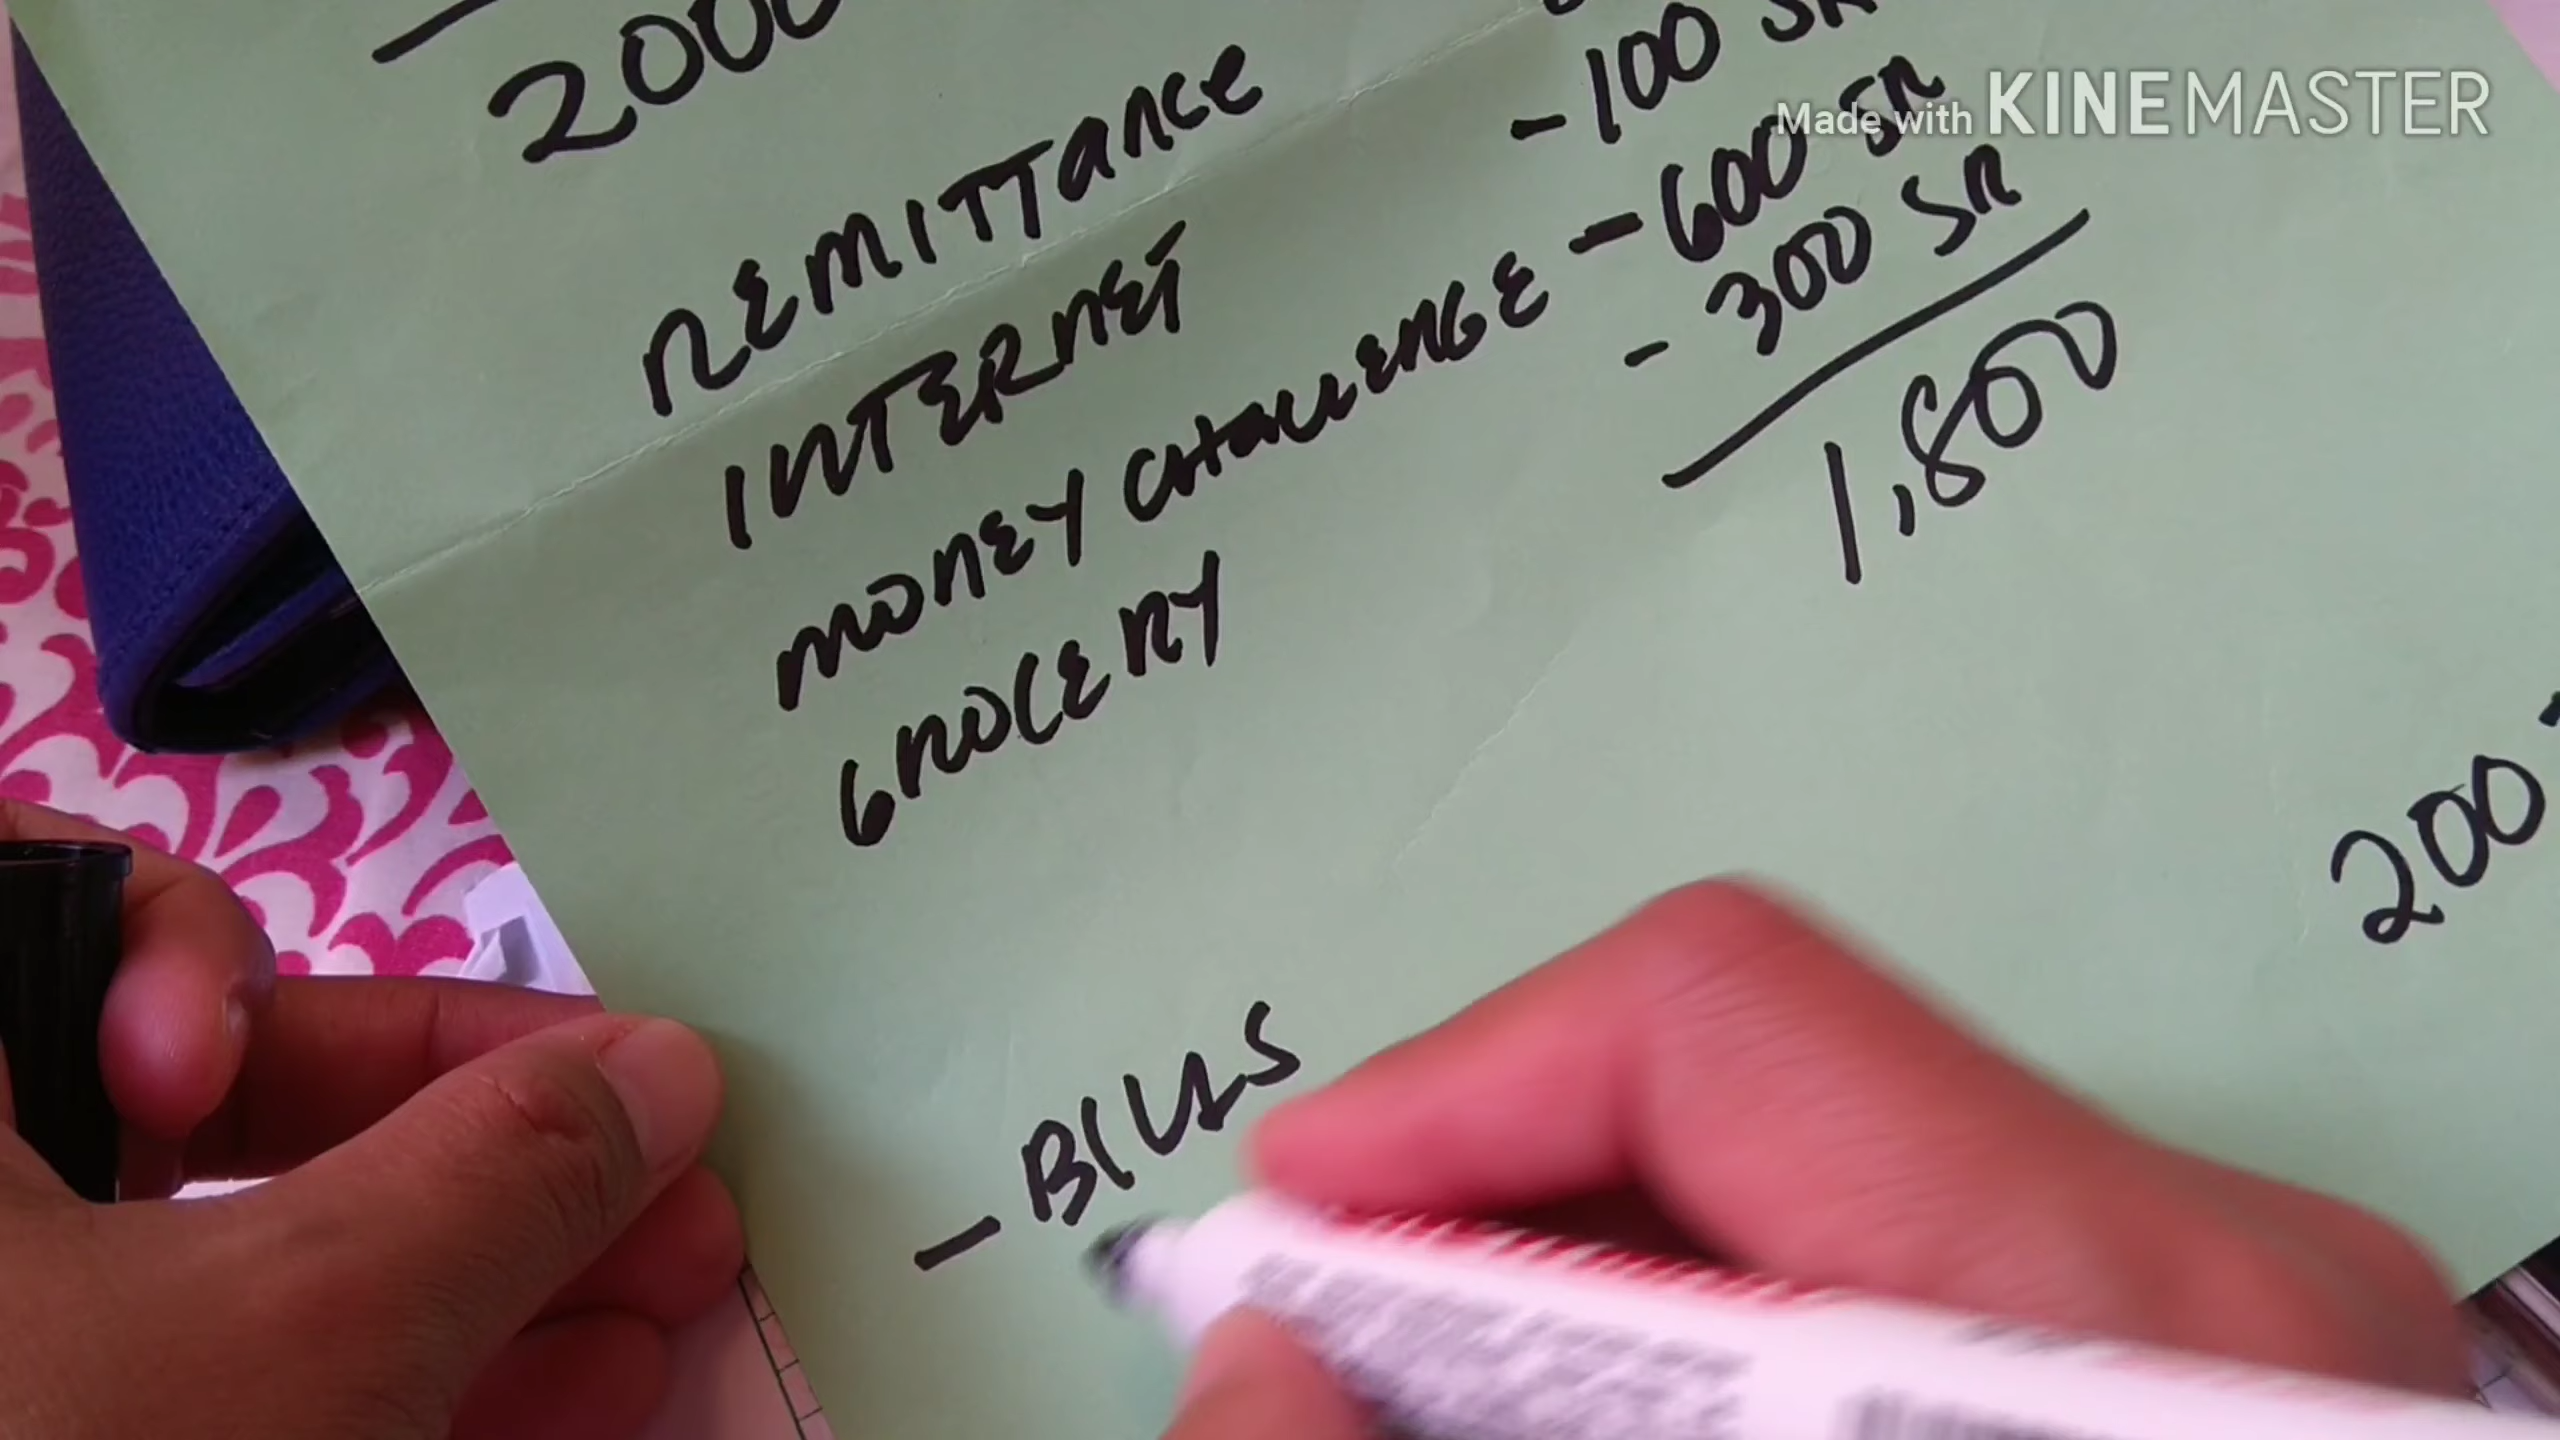 2000
REMITTANCE
INTERNET - 100 SR
MONEY CHALLENGE - 600 SR
GROCERY - 300 SR
1,800
200-
- BILLS
Made with KINEMASTER